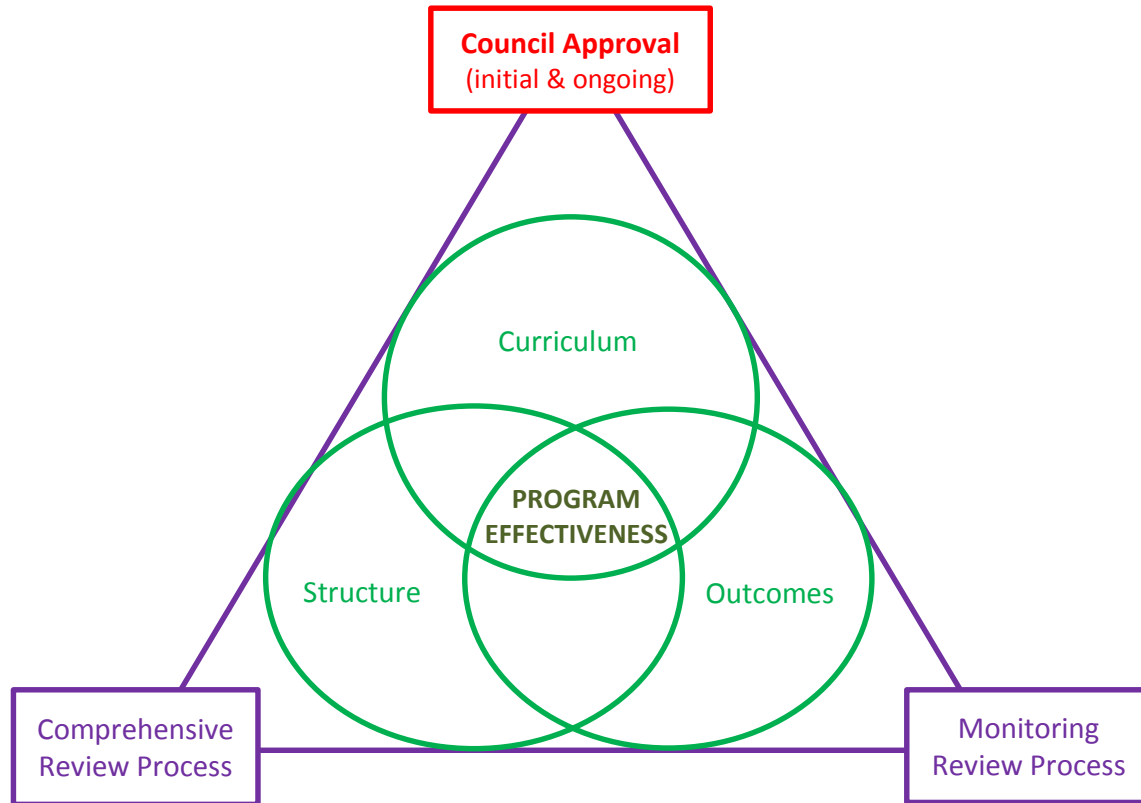 Council Approval
(initial & ongoing)
Curriculum
PROGRAM
EFFECTIVENESS
Structure
Outcomes
Comprehensive
Review Process
Monitoring
Review Process